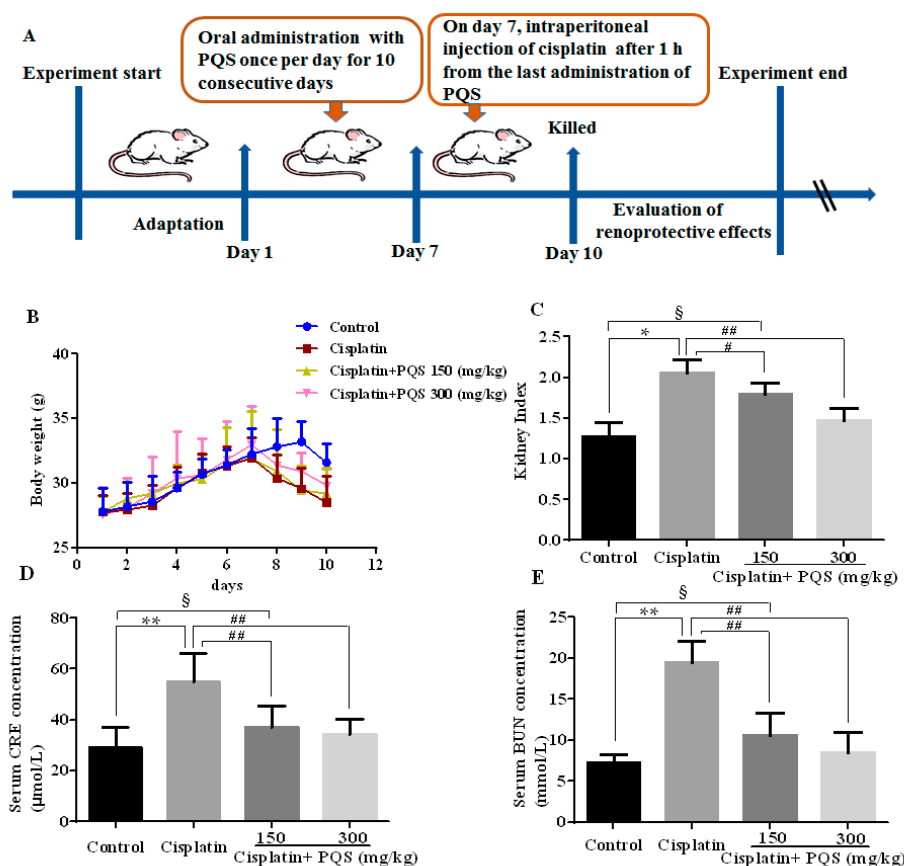 A
Experiment start
Oral administration with
PQS once per day for 10
consecutive days
On day 7, intraperitoneal
injection of cisplatin after 1 h
from the last administration of
PQS
Experiment end
Killed
Adaptation
Evaluation of
renoprotective effects
Day 1
Day 7
Day 10
B
Control
Cisplatin
Cisplatin+PQS 150 (mg/kg)
Cisplatin+PQS 300 (mg/kg)
Body weight (g)
40
35
30
25
0 2 4 6 8 10 12
days
C
Kidney Index
2.5
2.0
1.5
1.0
0.5
0.0
§
* ##
#
Control Cisplatin 150 300
Cisplatin+ PQS (mg/kg)
D
Serum CRE concentration
(μmol/L)
80
60
40
20
0
§
** ##
##
Control Cisplatin 150 300
Cisplatin+ PQS (mg/kg)
E
Serum BUN concentration
(mmol/L)
25
20
15
10
5
0
§
** ##
##
Control Cisplatin 150 300
Cisplatin+ PQS (mg/kg)